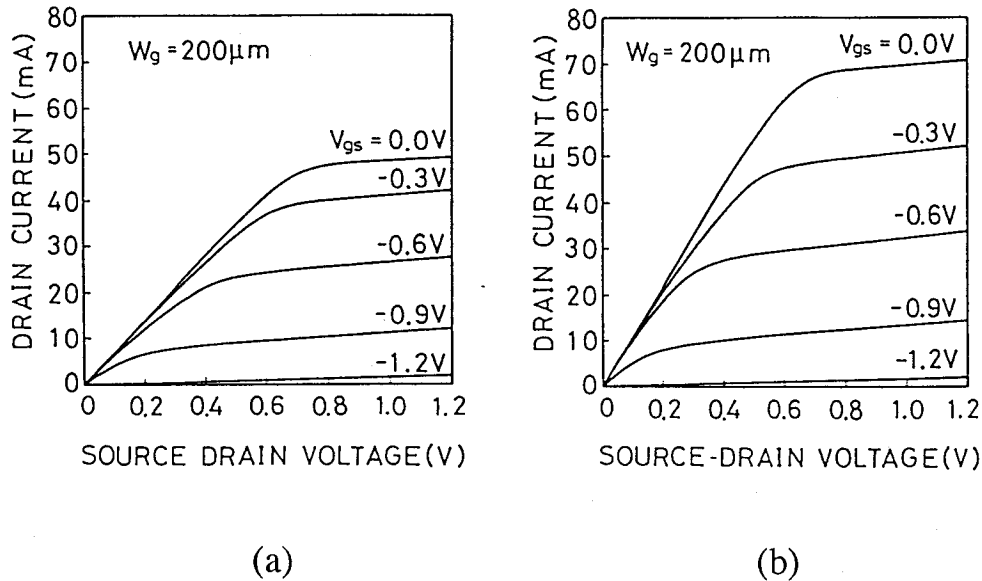 80
70
60
50
40
30
20
10
0
DRAIN CURRENT (mA)
Wg = 200μm
Vgs = 0.0V
-0.3V
-0.6V
-0.9V
-1.2V
0 0.2 0.4 0.6 0.8 1.0 1.2
SOURCE DRAIN VOLTAGE (V)
(a)
80
70
60
50
40
30
20
10
0
DRAIN CURRENT (mA)
Wg = 200μm
Vgs = 0.0V
-0.3V
-0.6V
-0.9V
-1.2V
0 0.2 0.4 0.6 0.8 1.0 1.2
SOURCE-DRAIN VOLTAGE (V)
(b)